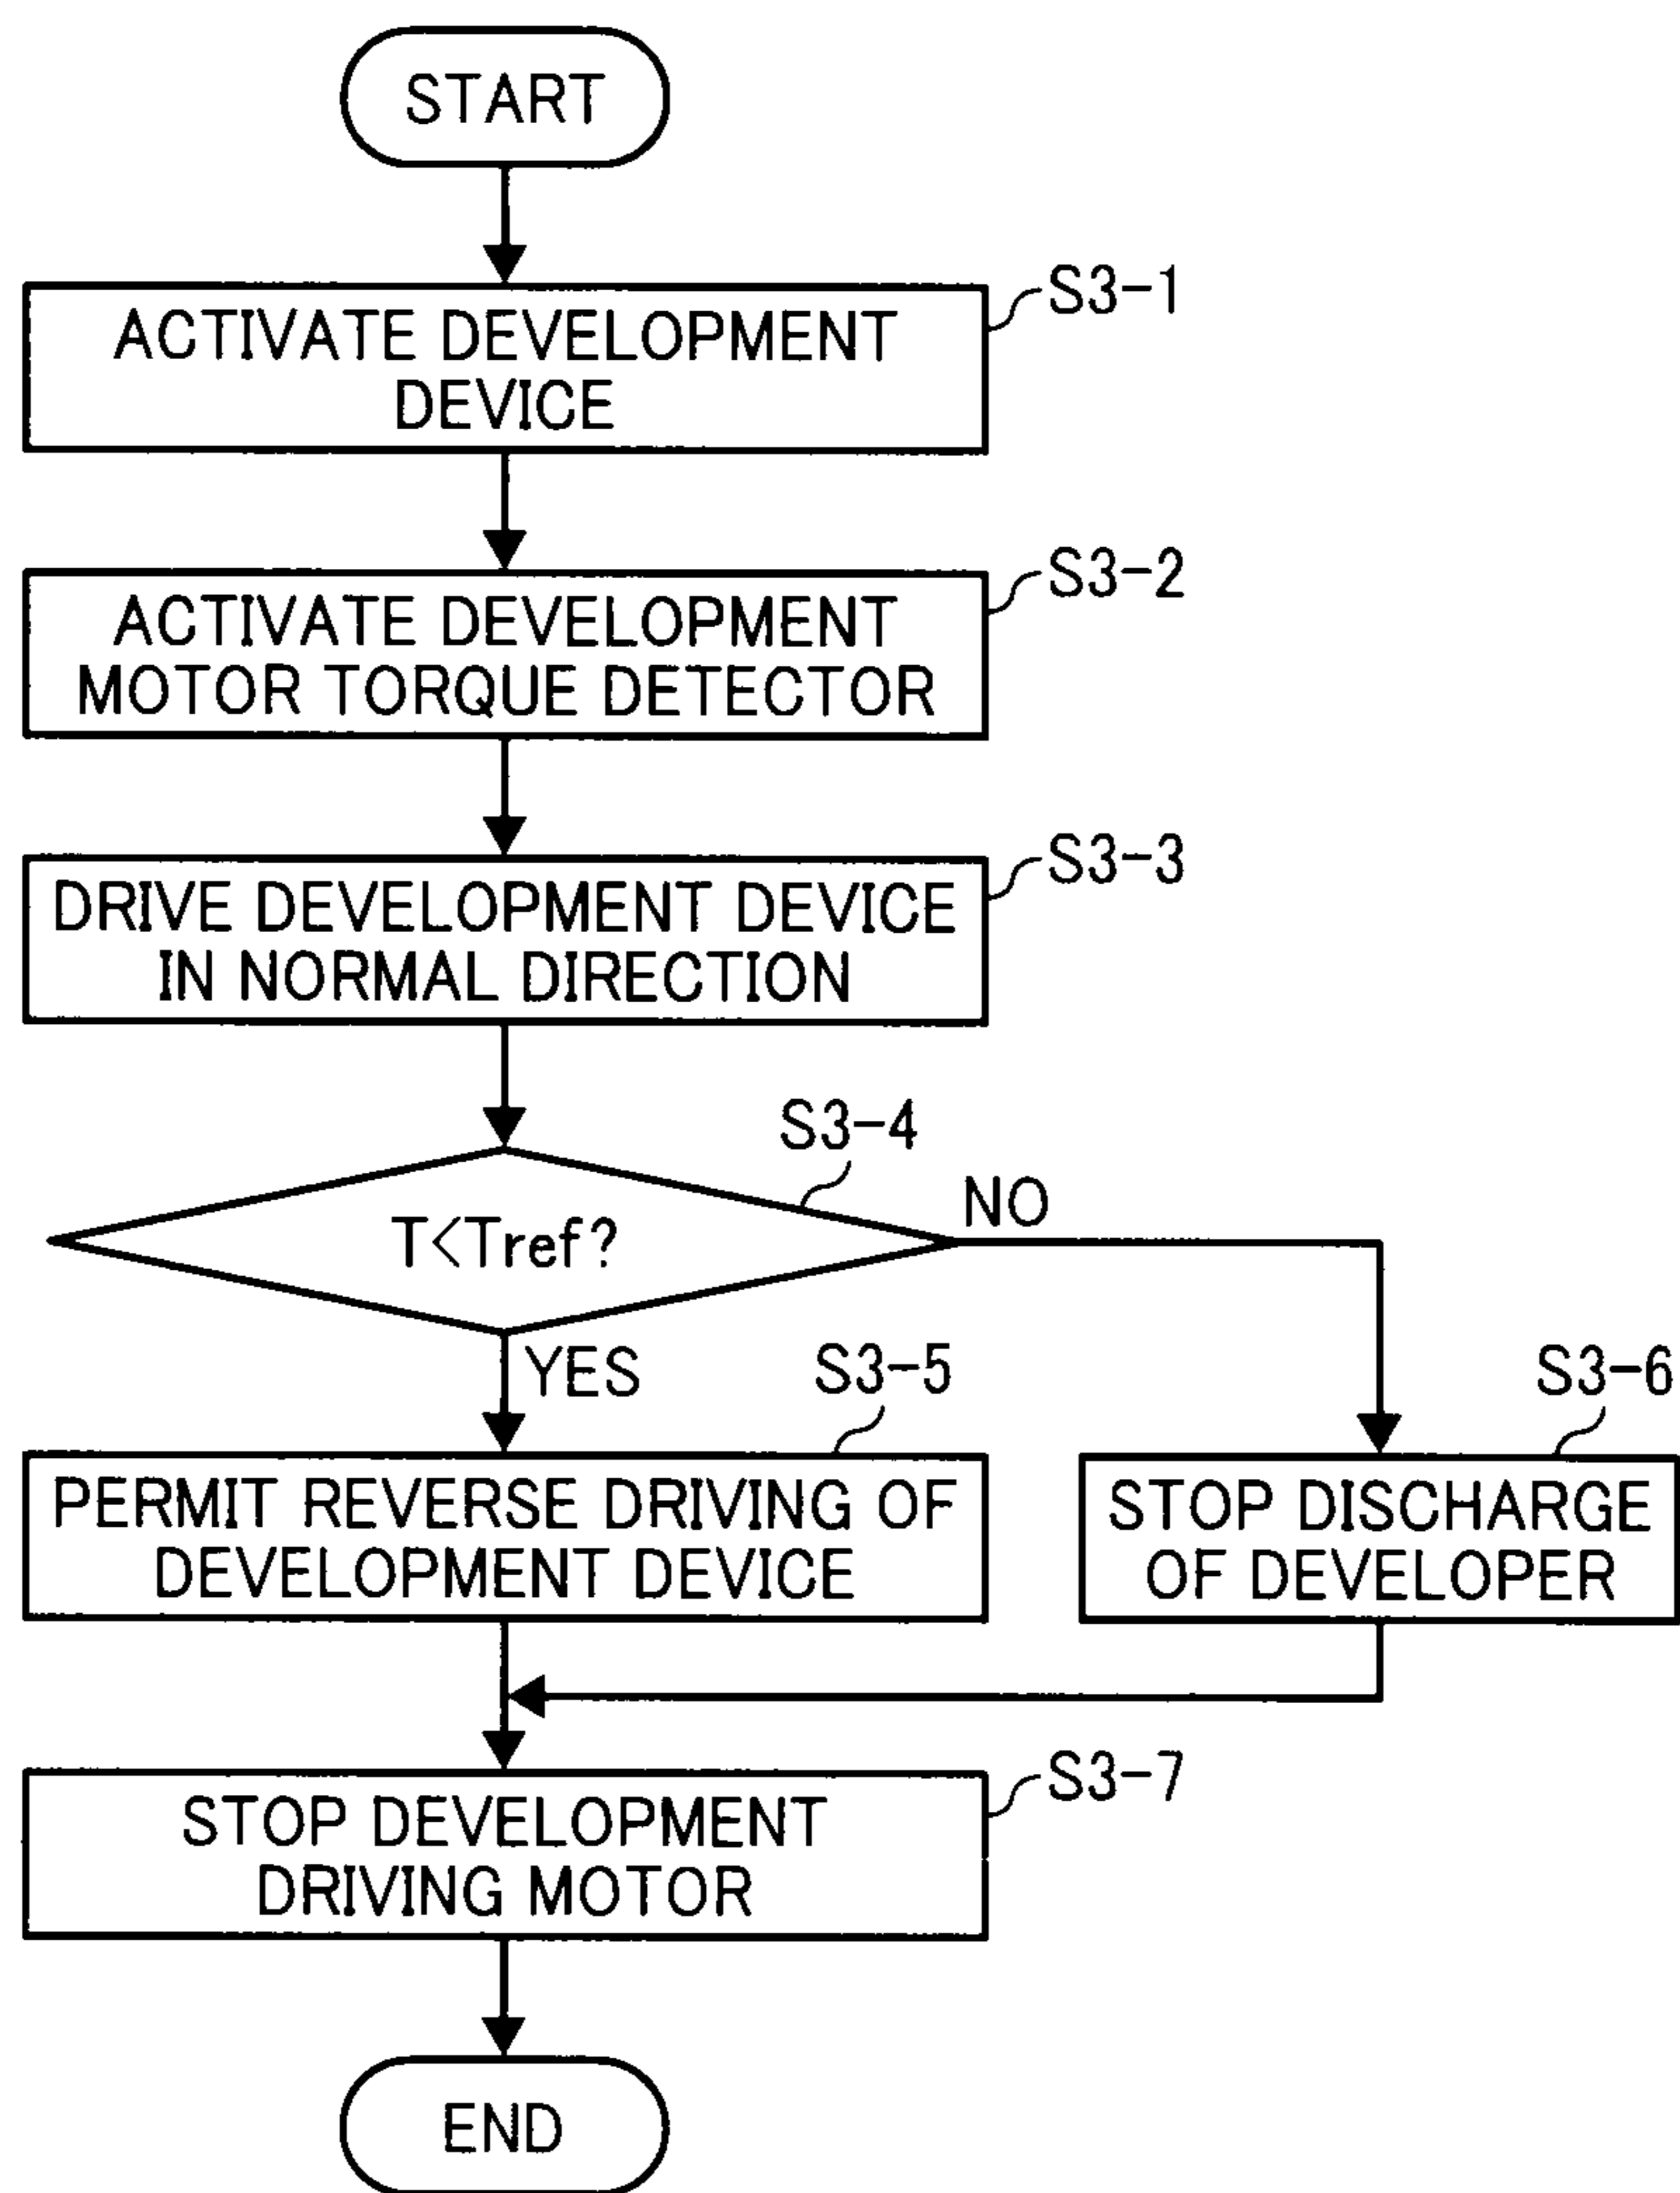 START
S3-1
ACTIVATE DEVELOPMENT
DEVICE
S3-2
ACTIVATE DEVELOPMENT
MOTOR TORQUE DETECTOR
S3-3
DRIVE DEVELOPMENT DEVICE
IN NORMAL DIRECTION
S3-4
T<Tref?
NO
YES
S3-5
PERMIT REVERSE DRIVING OF
DEVELOPMENT DEVICE
S3-6
STOP DISCHARGE
OF DEVELOPER
S3-7
STOP DEVELOPMENT
DRIVING MOTOR
END